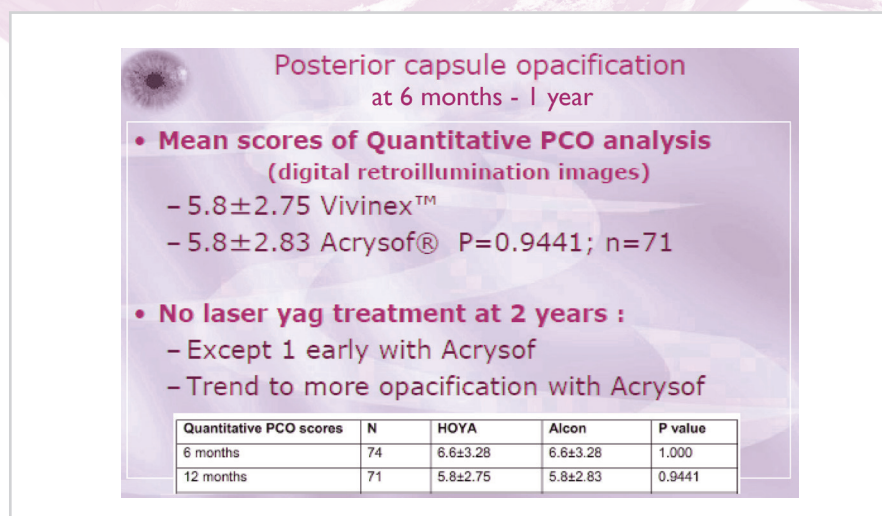 Posterior capsule opacification
at 6 months - 1 year
• Mean scores of Quantitative PCO analysis
(digital retroillumination images)
– 5.8±2.75 Vivinex™
– 5.8±2.83 Acrysof® P=0.9441; n=71
• No laser yag treatment at 2 years :
– Except 1 early with Acrysof
– Trend to more opacification with Acrysof
Quantitative PCO scores N HOYA Alcon P value
6 months 74 6.6±3.28 6.6±3.28 1.000
12 months 71 5.8±2.75 5.8±2.83 0.9441